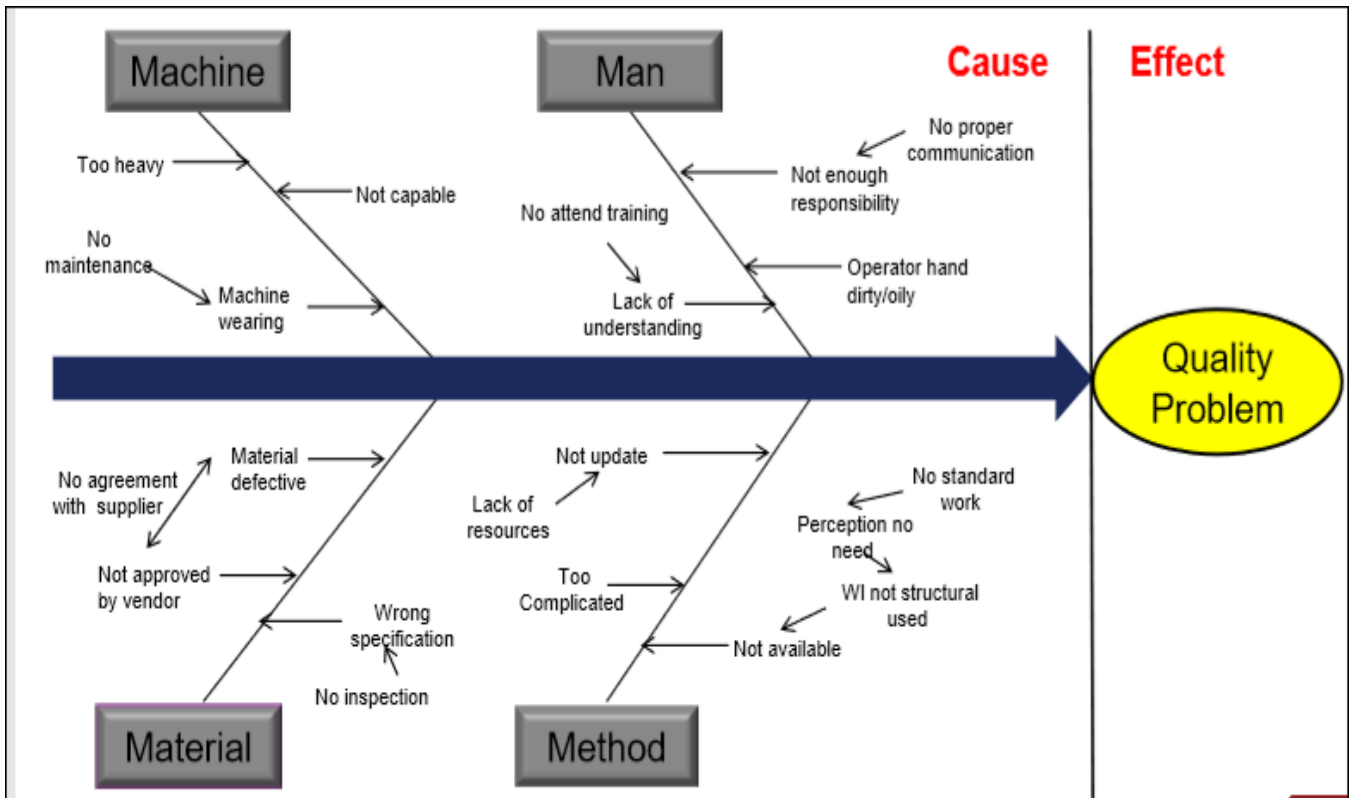 Machine
Man
Cause
Effect
Too heavy
Not capable
No
maintenance
Machine
wearing
No proper
communication
Not enough
responsibility
No attend training
Operator hand
dirty/oily
Lack of
understanding
Quality
Problem
Material
defective
No agreement
with supplier
Not approved
by vendor
Wrong
specification
No inspection
Not update
Lack of
resources
No standard
work
Perception no
need
Too
Complicated
WI not structural
used
Not available
Material
Method